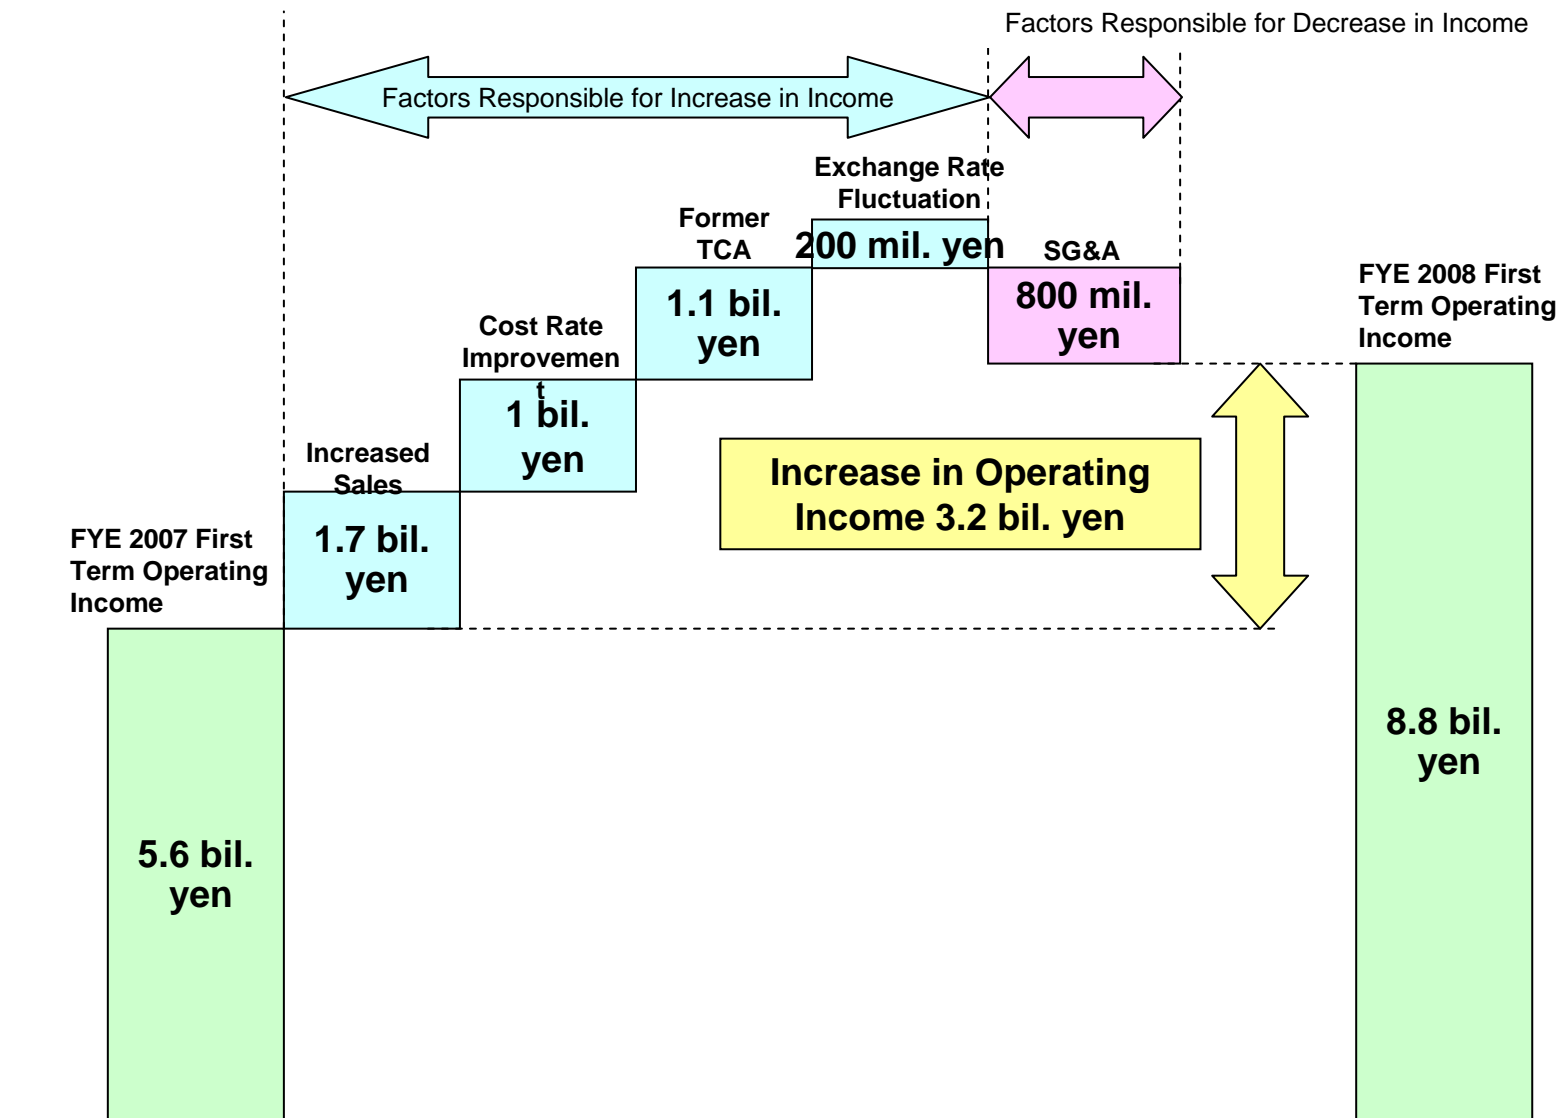 Factors Responsible for Decrease in Income
Factors Responsible for Increase in Income
Exchange Rate
Fluctuation
200 mil. yen
Former
TCA
1.1 bil.
yen
SG&A
800 mil.
yen
FYE 2008 First
Term Operating
Income
Cost Rate
Improvemen
t
1 bil.
yen
Increased
Sales
1.7 bil.
yen
Increase in Operating
Income 3.2 bil. yen
FYE 2007 First
Term Operating
Income
8.8 bil.
yen
5.6 bil.
yen